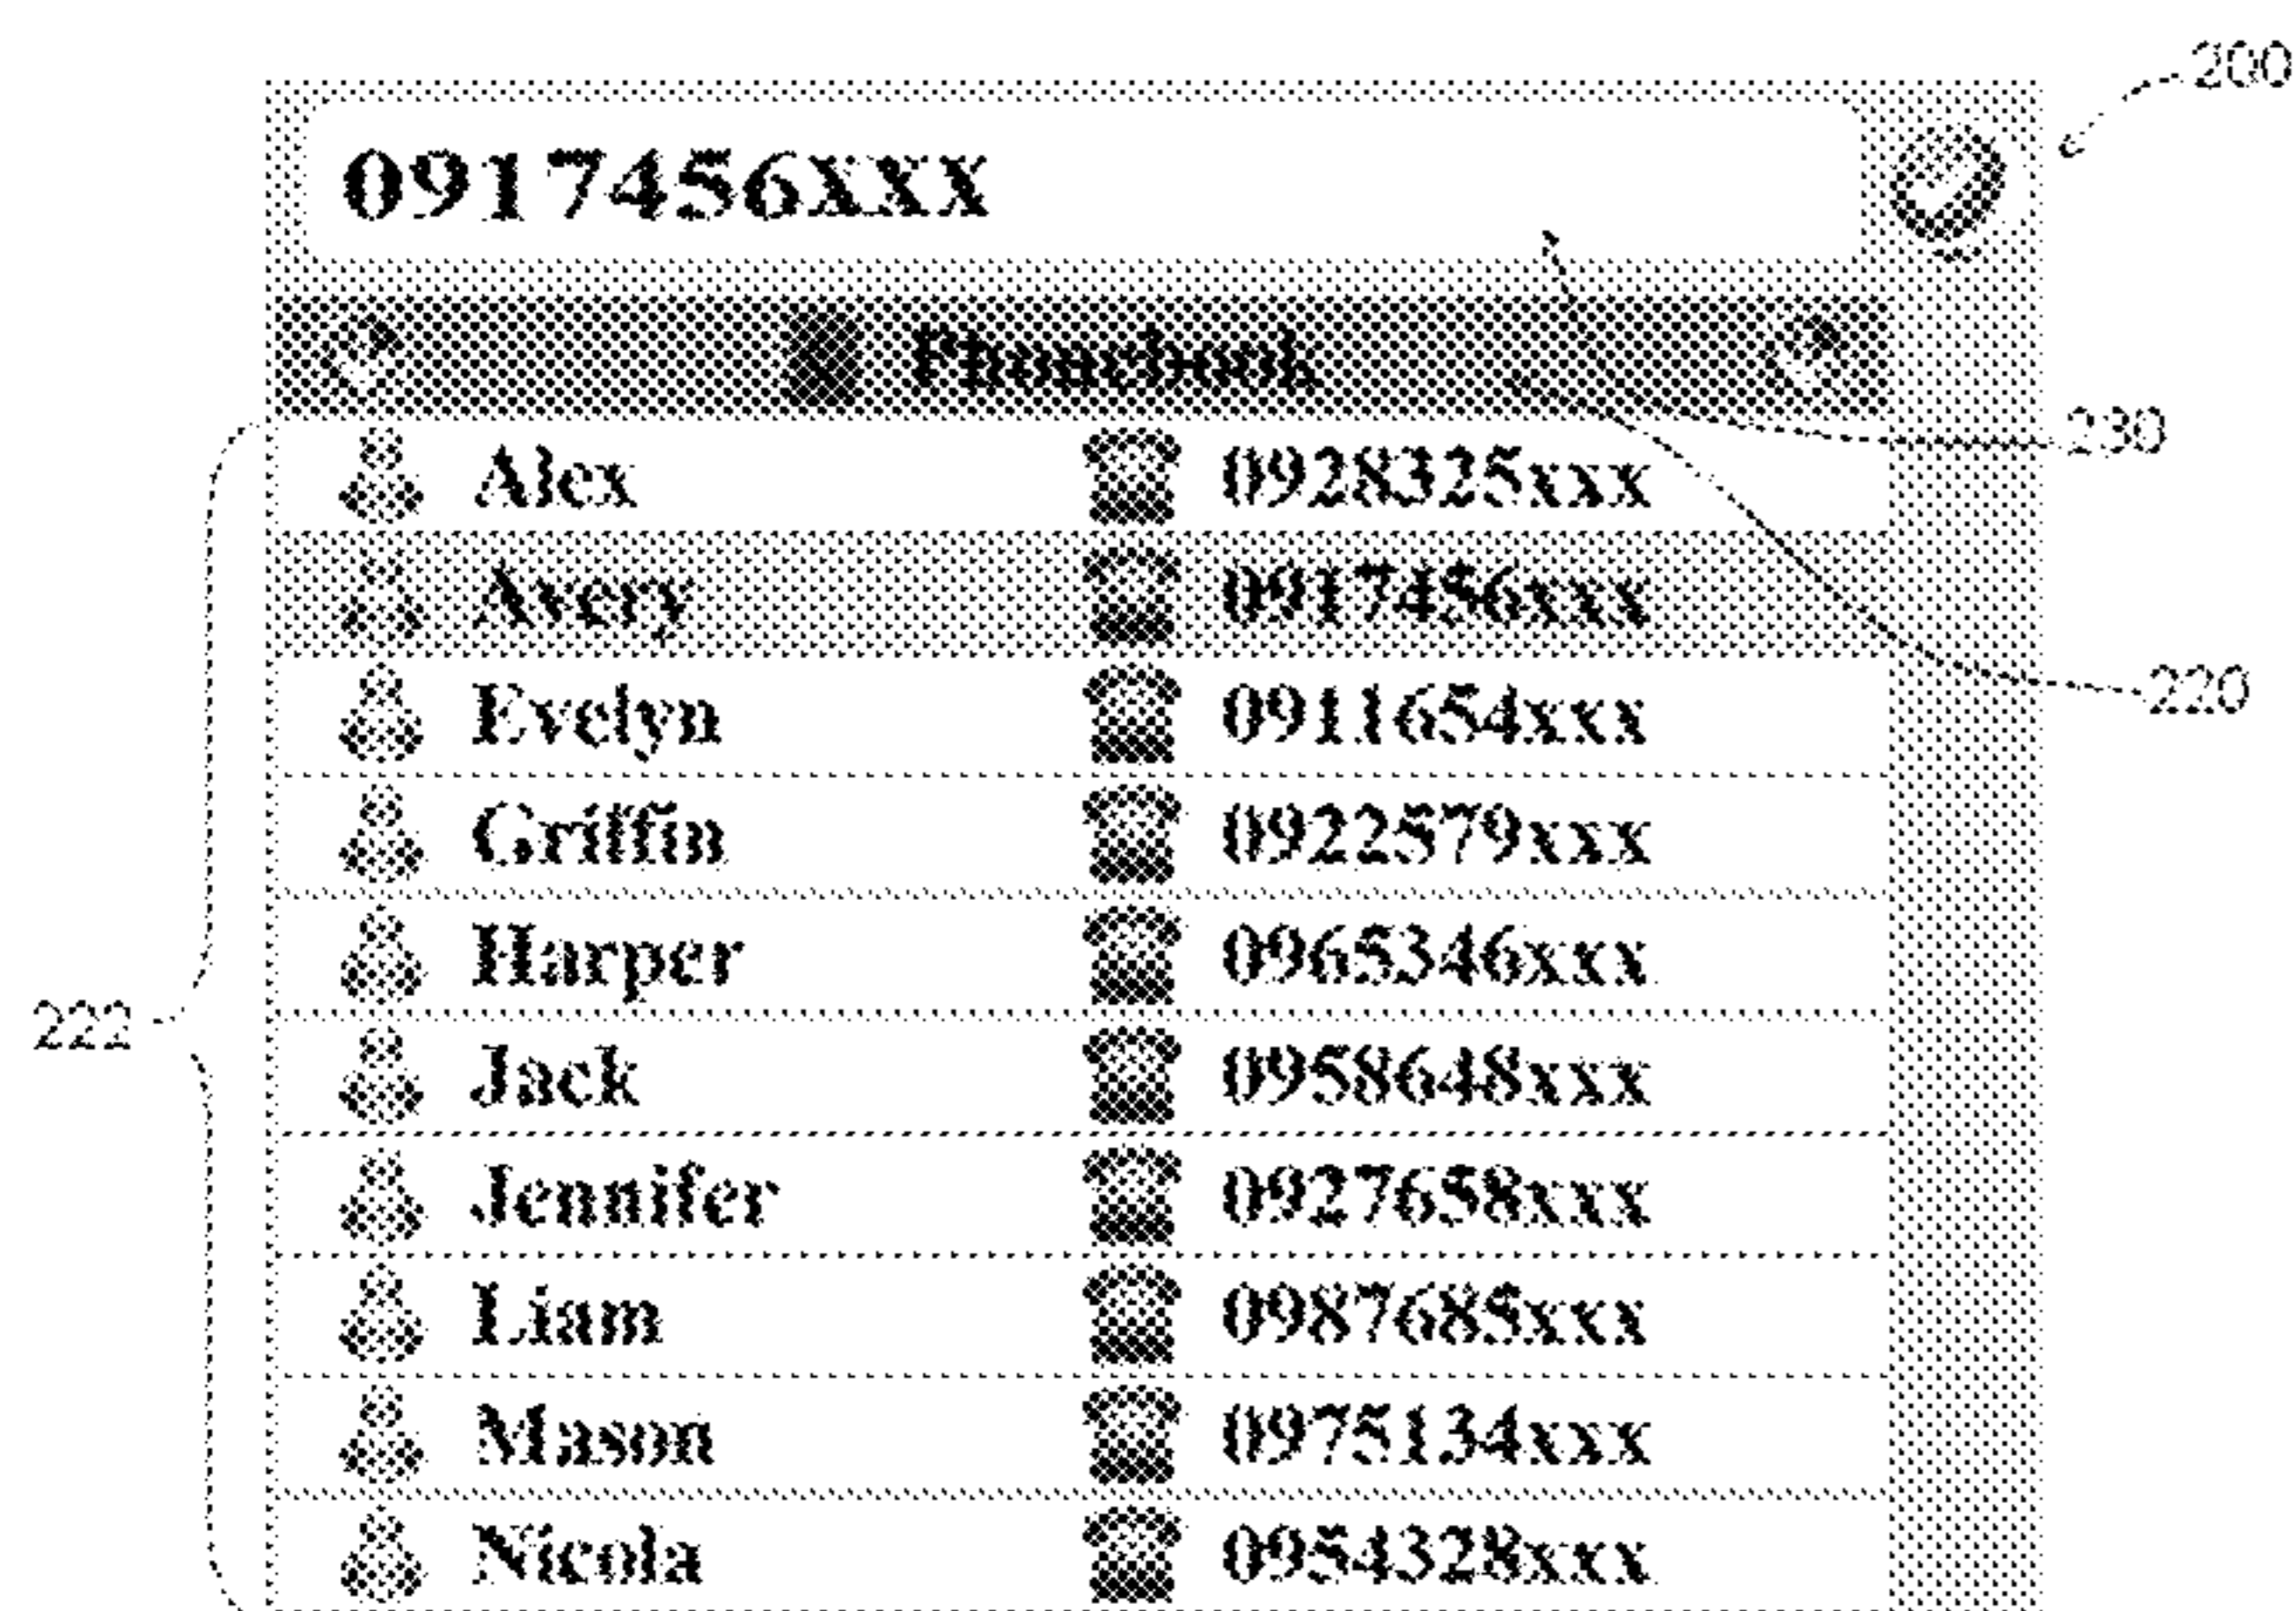 200
0917456XXX
Phonebook
230
Alex 0928325xxx
Avery 0917456xxx
220
Evelyn 0911654xxx
Griffin 0922579xxx
Harper 0965346xxx
222
Jack 0958648xxx
Jennifer 0927658xxx
Liam 0987685xxx
Mason 0975134xxx
Nicola 0954328xxx